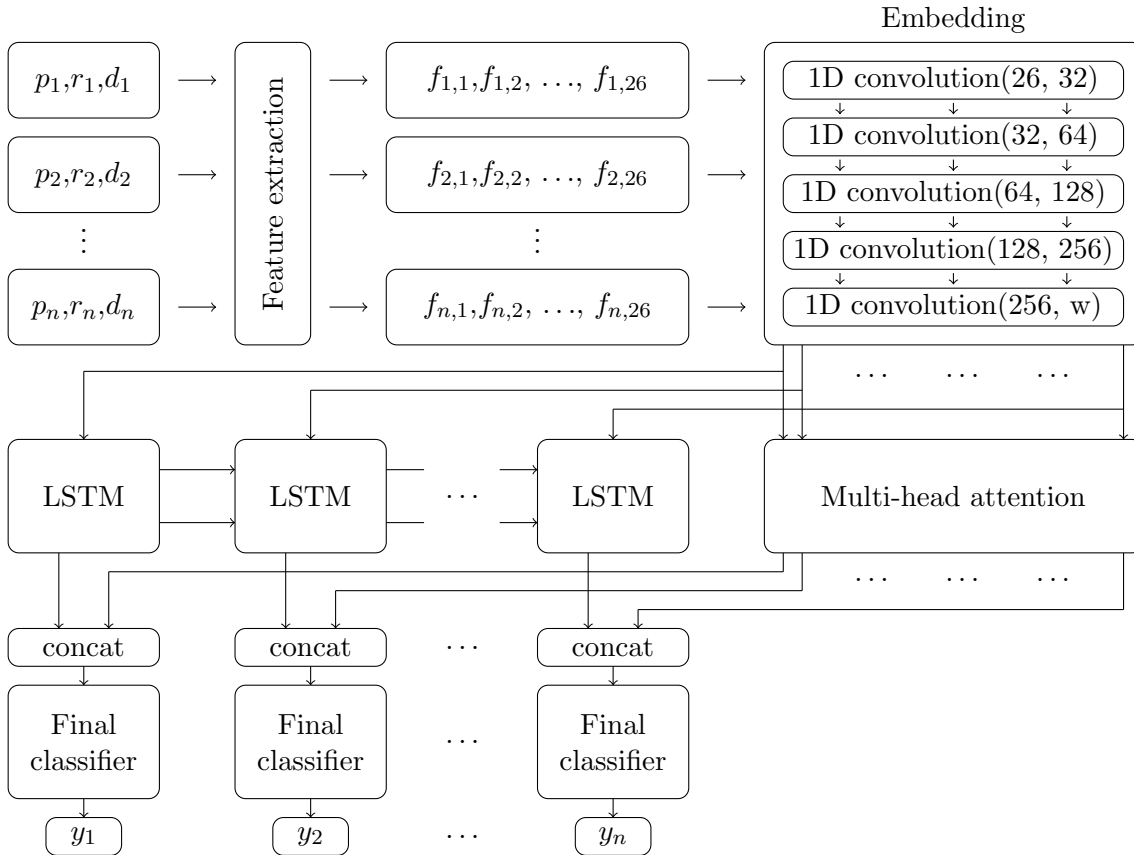 Embedding
p₁,r₁,d₁
f₁,₁,f₁,₂, …, f₁,₂₆
1D convolution(26, 32)
1D convolution(32, 64)
p₂,r₂,d₂
Feature extraction
f₂,₁,f₂,₂, …, f₂,₂₆
1D convolution(64, 128)
⋮
⋮
1D convolution(128, 256)
pₙ,rₙ,dₙ
fₙ,₁,fₙ,₂, …, fₙ,₂₆
1D convolution(256, w)
… … …
LSTM
LSTM
…
LSTM
Multi-head attention
… … …
concat
concat
…
concat
Final
classifier
Final
classifier
…
Final
classifier
y₁
y₂
…
yₙ